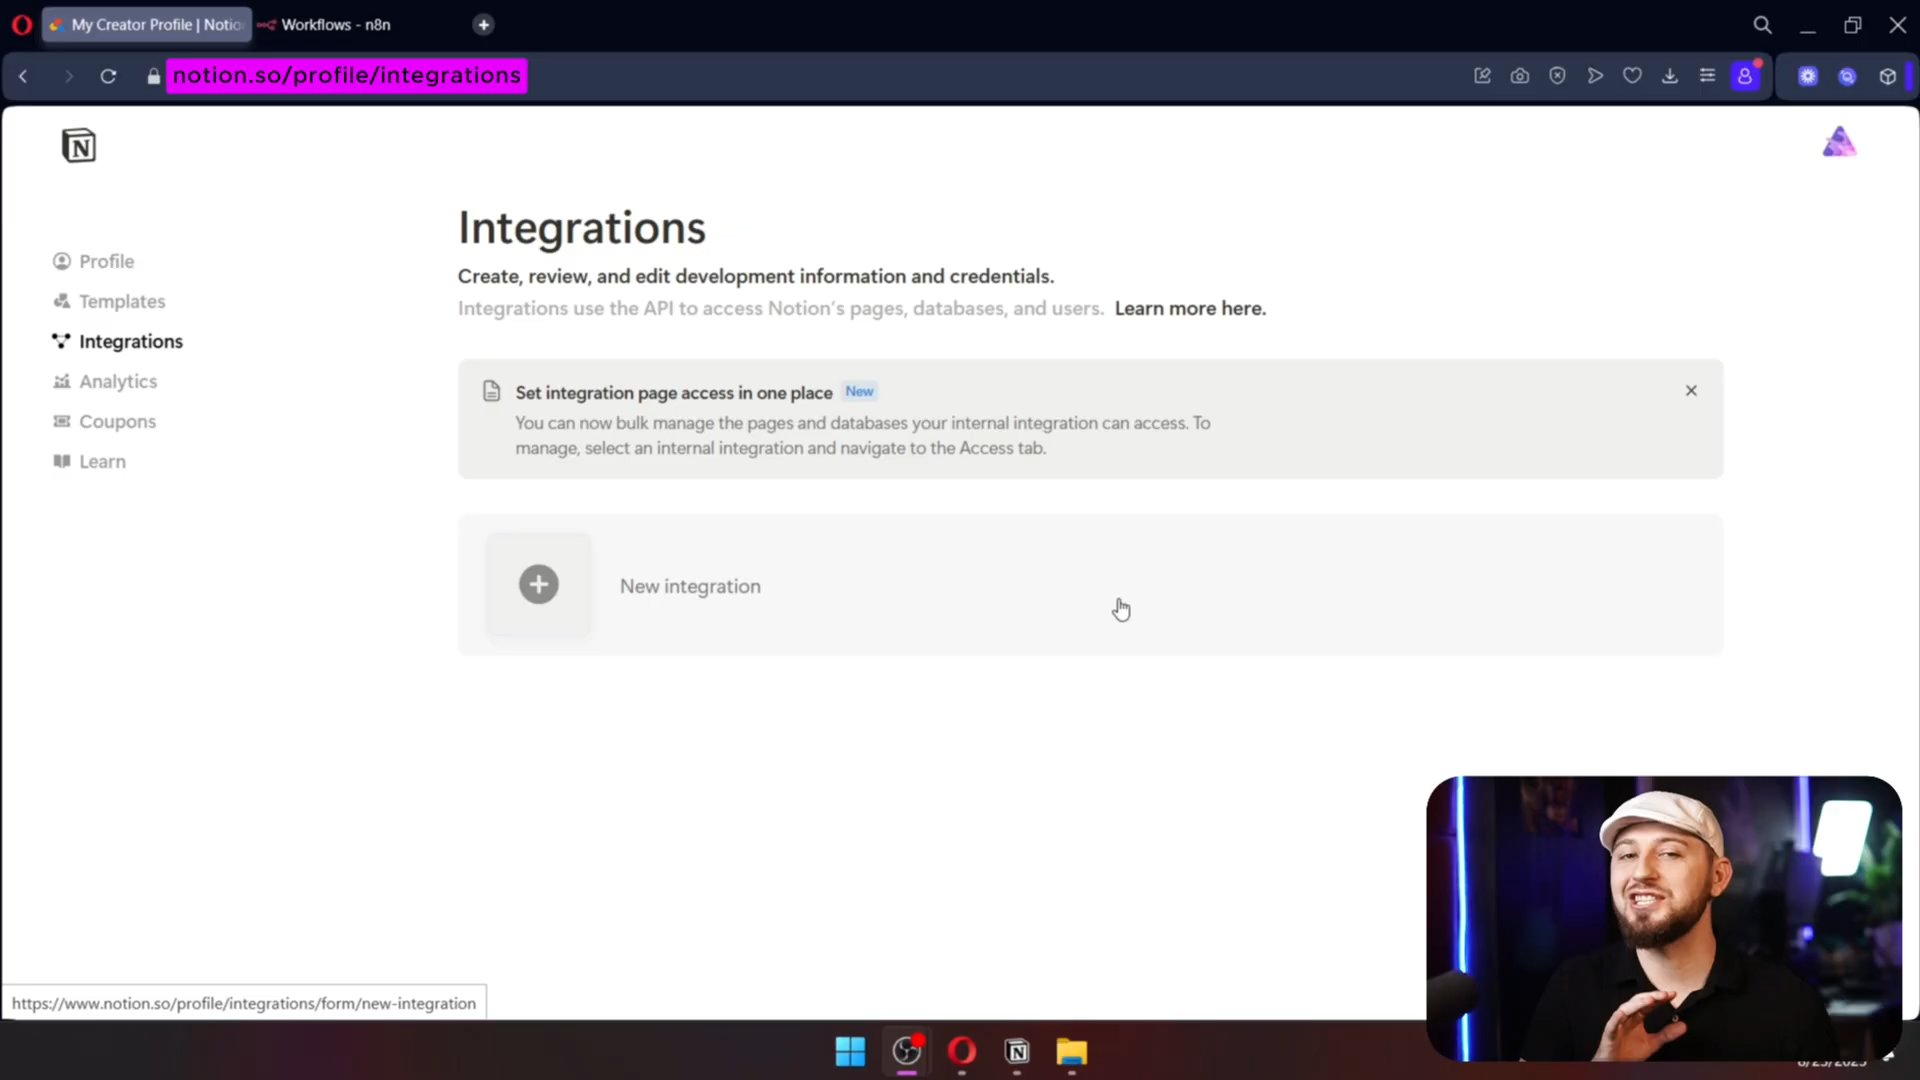 My Creator Profile | Notio
Workflows - n8n
notion.so/profile/integrations
Integrations
Create, review, and edit development information and credentials.
Integrations use the API to access Notion's pages, databases, and users. Learn more here.
Profile
Templates
Integrations
Analytics
Coupons
Learn
Set integration page access in one place New
You can now bulk manage the pages and databases your internal integration can access. To
manage, select an internal integration and navigate to the Access tab.
New integration
https://www.notion.so/profile/integrations/form/new-integration